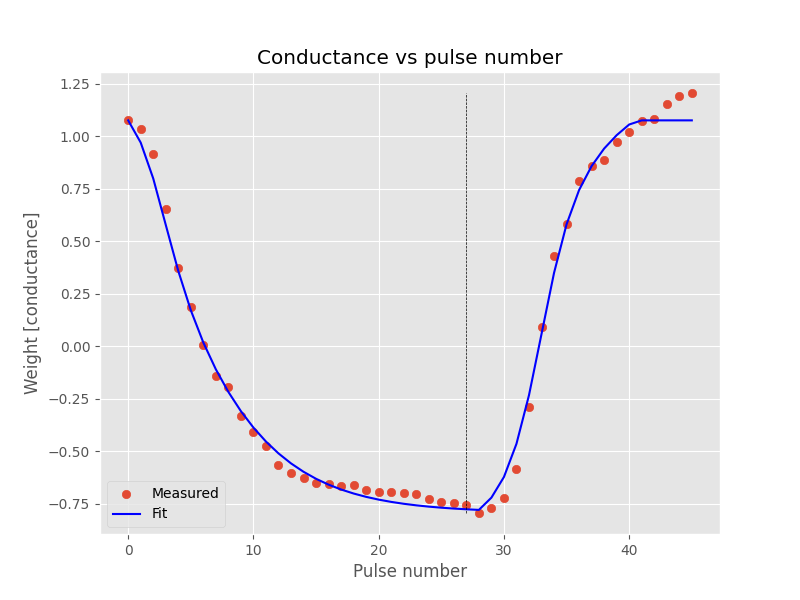 Conductance vs pulse number
Weight [conductance]
1.25
1.00
0.75
0.50
0.25
0.00
−0.25
−0.50
−0.75
Measured
Fit
0 10 20 30 40
Pulse number